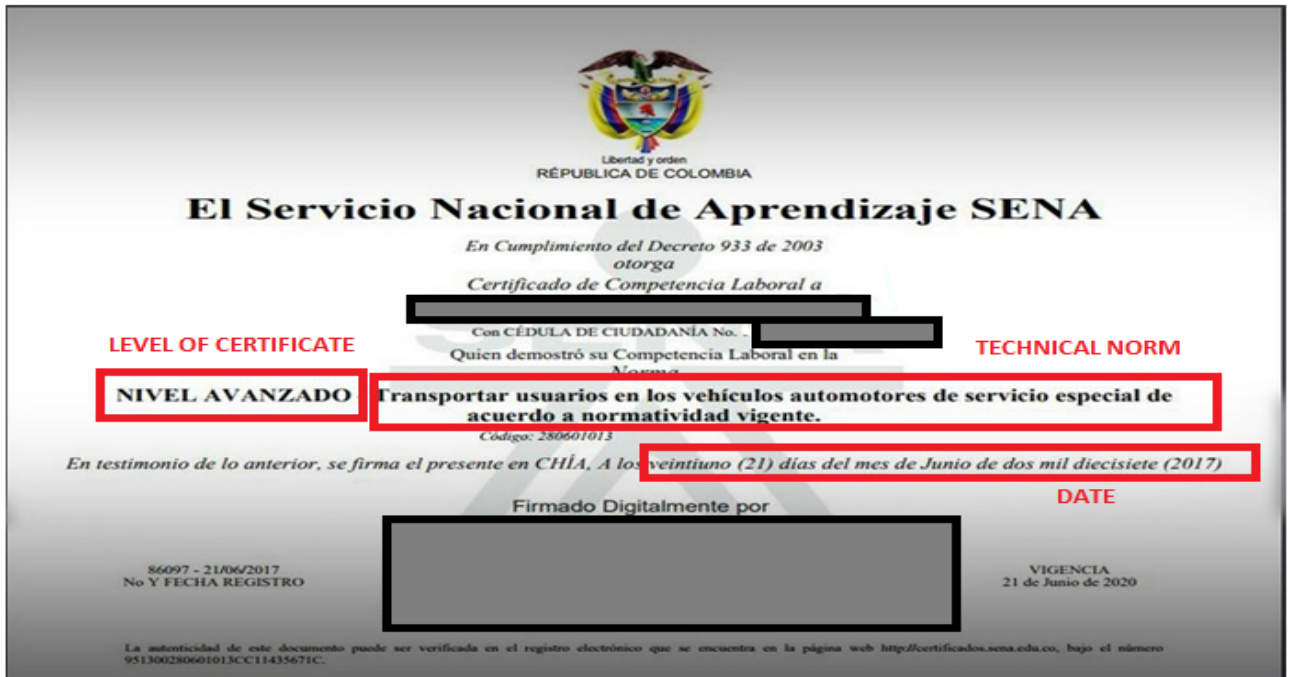 Libertad y orden
RÉPUBLICA DE COLOMBIA
El Servicio Nacional de Aprendizaje SENA
En Cumplimiento del Decreto 933 de 2003
otorga
Certificado de Competencia Laboral a
Con CÉDULA DE CIUDADANÍA No. .
LEVEL OF CERTIFICATE
Quien demostró su Competencia Laboral en la
TECHNICAL NORM
Norma
NIVEL AVANZADO - Transportar usuarios en los vehículos automotores de servicio especial de
acuerdo a normatividad vigente.
Código: 280601013
En testimonio de lo anterior, se firma el presente en CHÍA, A los veintiuno (21) días del mes de Junio de dos mil diecisiete (2017)
DATE
Firmado Digitalmente por
86097 - 21/06/2017
No Y FECHA REGISTRO
VIGENCIA
21 de Junio de 2020
La autenticidad de este documento puede ser verificada en el registro electrónico que se encuentra en la página web http://certificados.sena.edu.co, bajo el número
951300280601013CC11435671C.